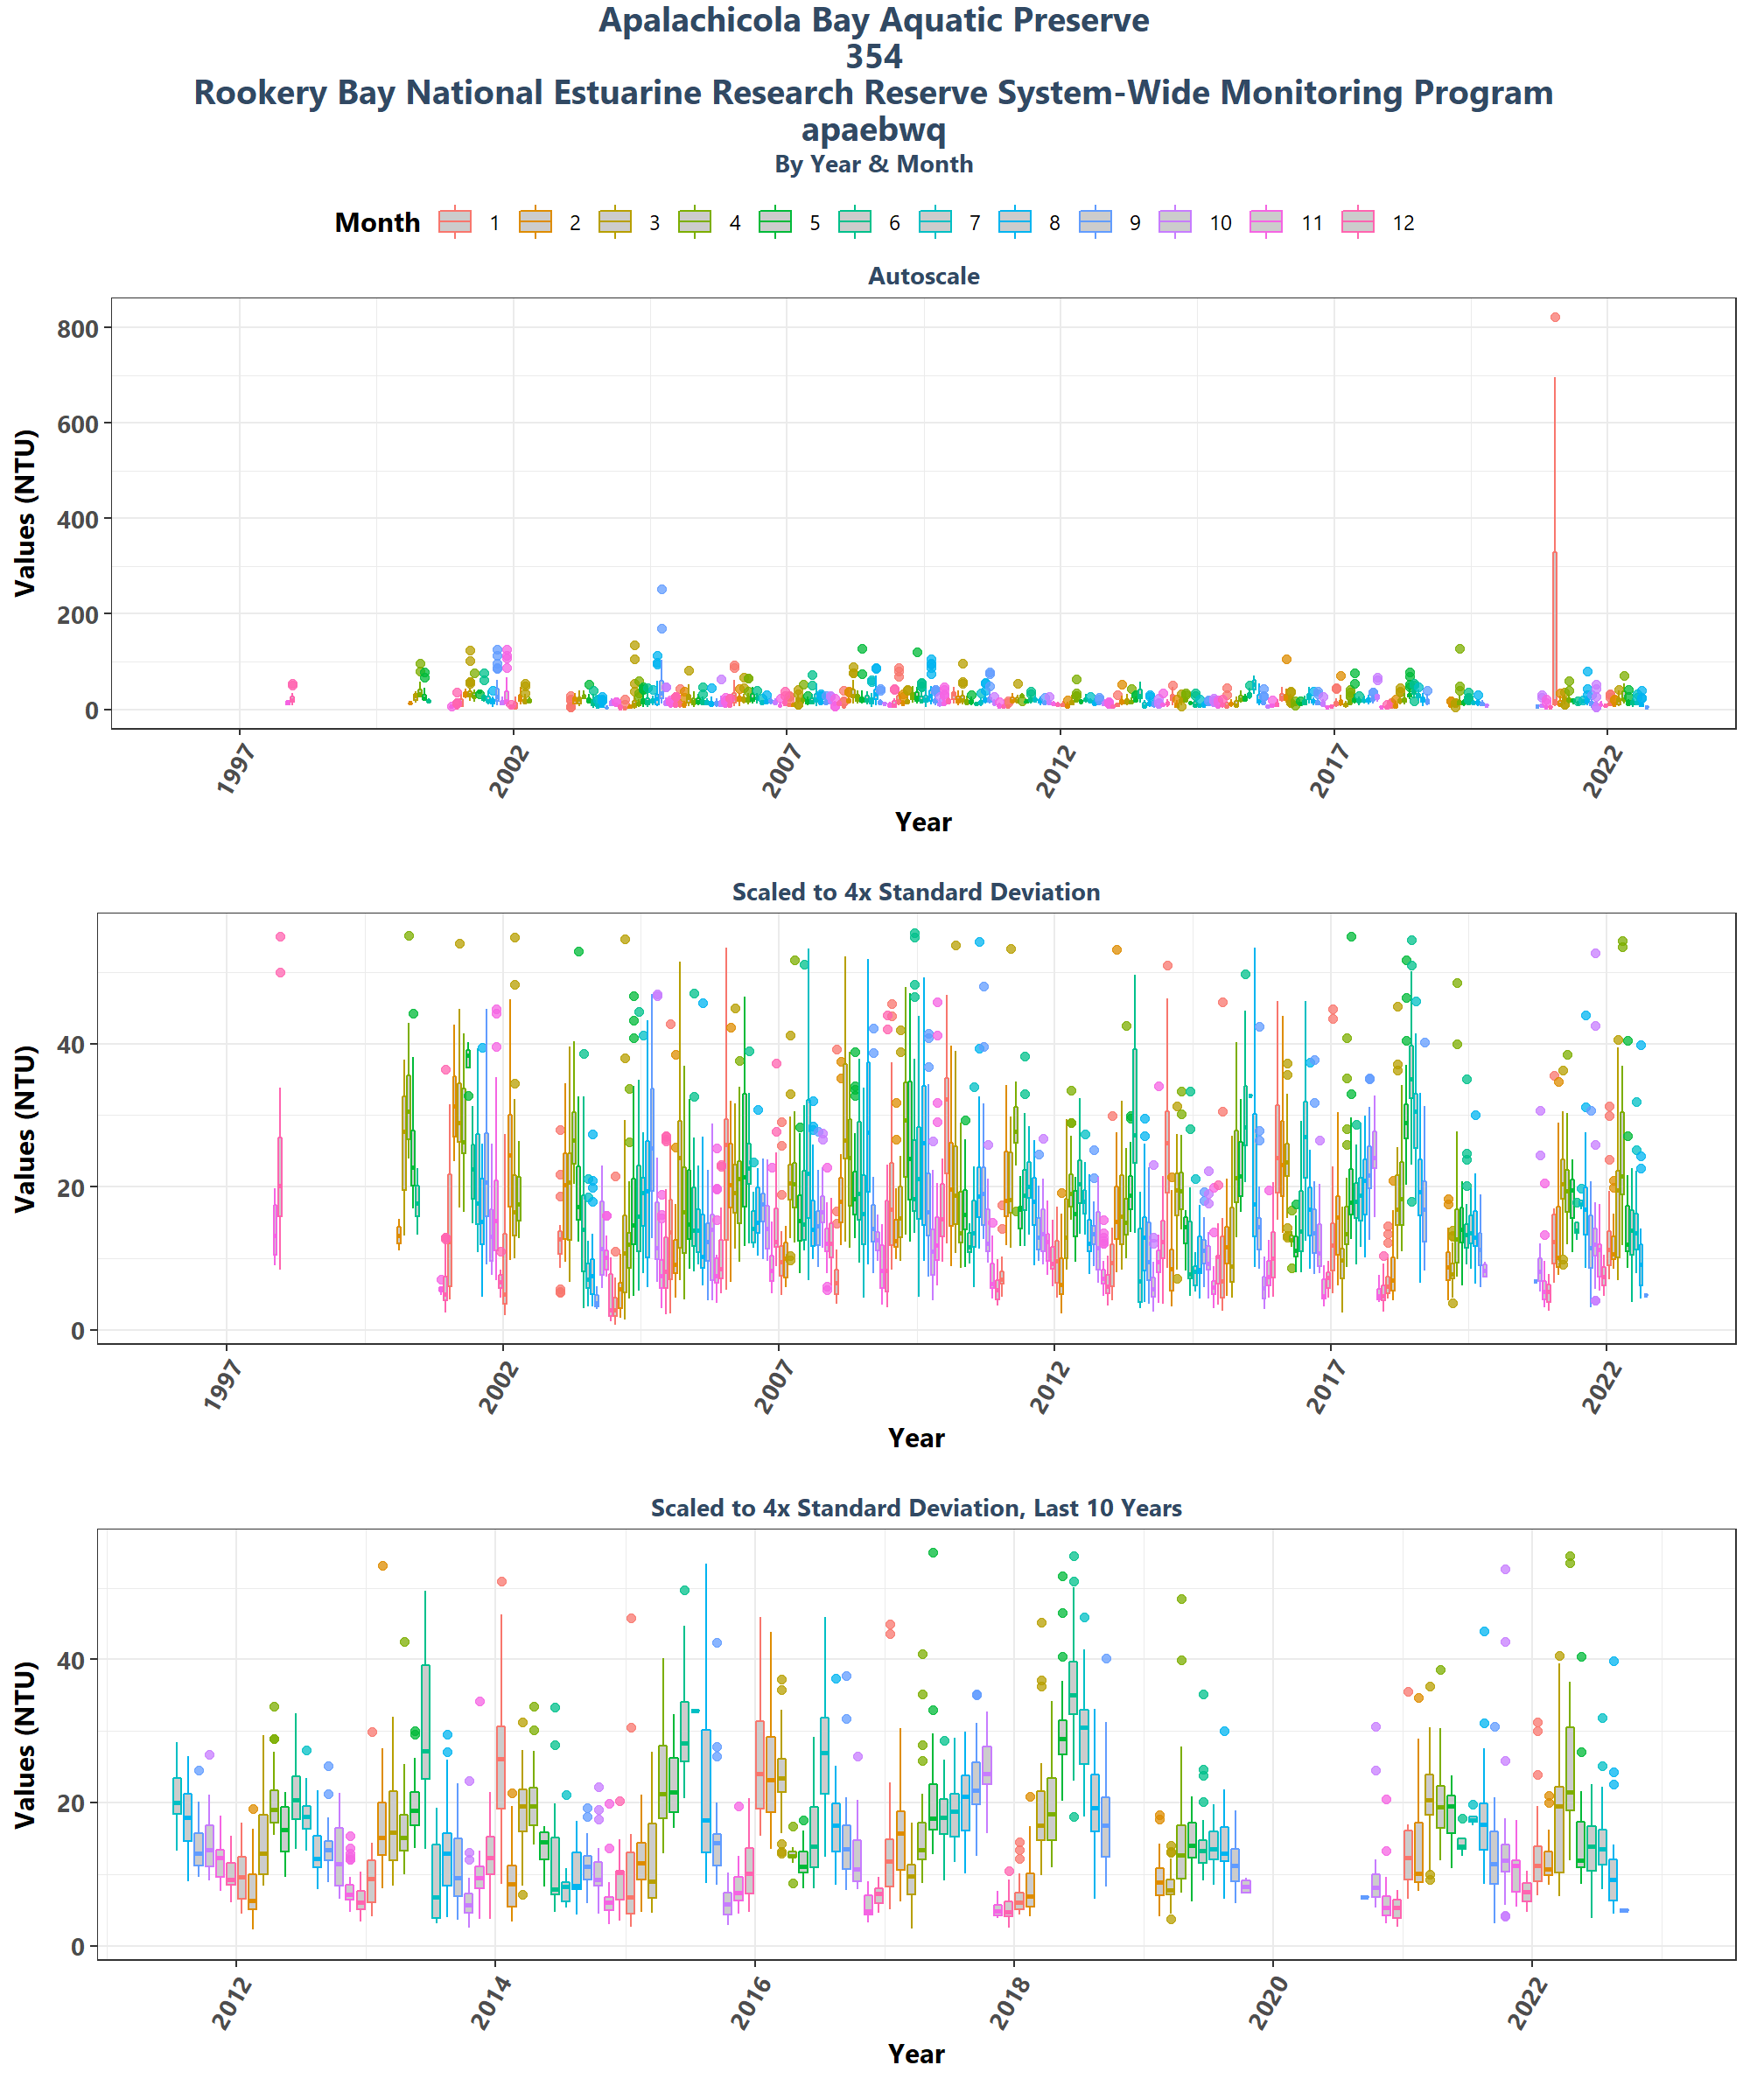 Apalachicola Bay Aquatic Preserve
354
Rookery Bay National Estuarine Research Reserve System-Wide Monitoring Program
apaebwq
By Year & Month
Month 1 2 3 4 5 6 7 8 9 10 11 12
Autoscale
Values (NTU)
800
600
400
200
0
1997 2002 2007 2012 2017 2022
Year
Scaled to 4x Standard Deviation
Values (NTU)
40
20
0
1997 2002 2007 2012 2017 2022
Year
Scaled to 4x Standard Deviation, Last 10 Years
Values (NTU)
40
20
0
2012 2014 2016 2018 2020 2022
Year